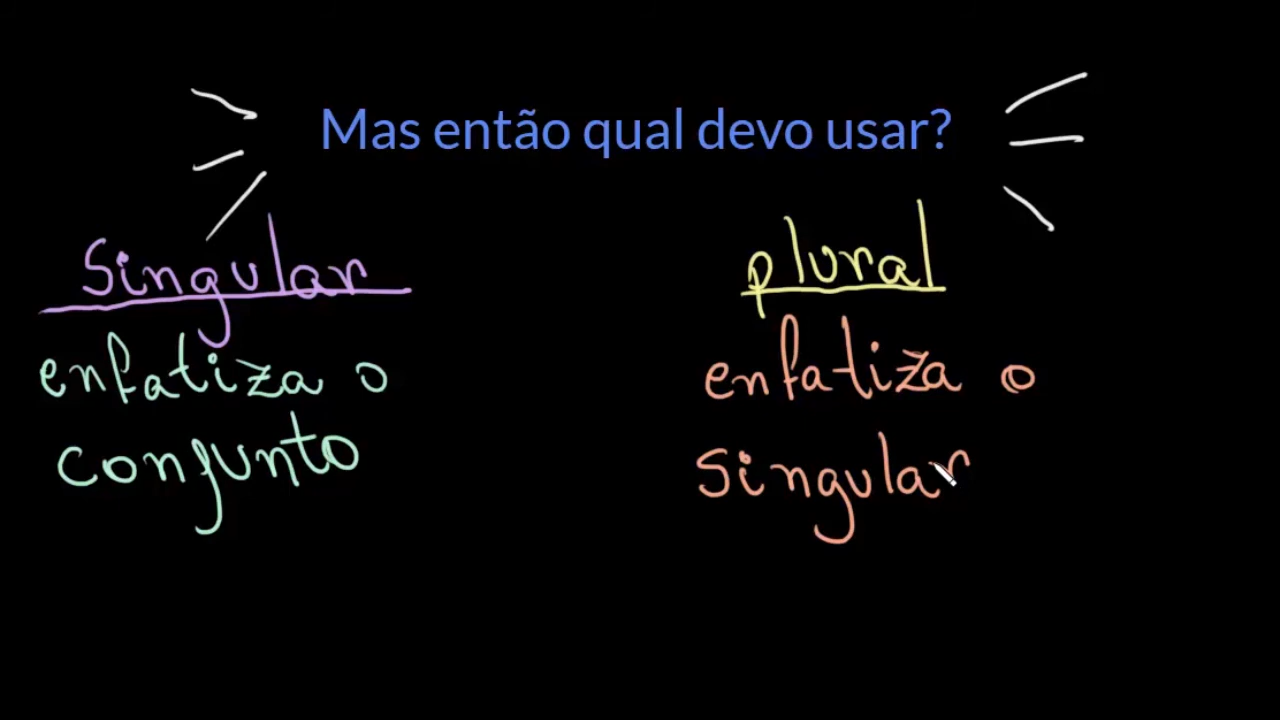 Mas então qual devo usar?
Singular
enfatiza o
conjunto
plural
enfatiza o
Singular